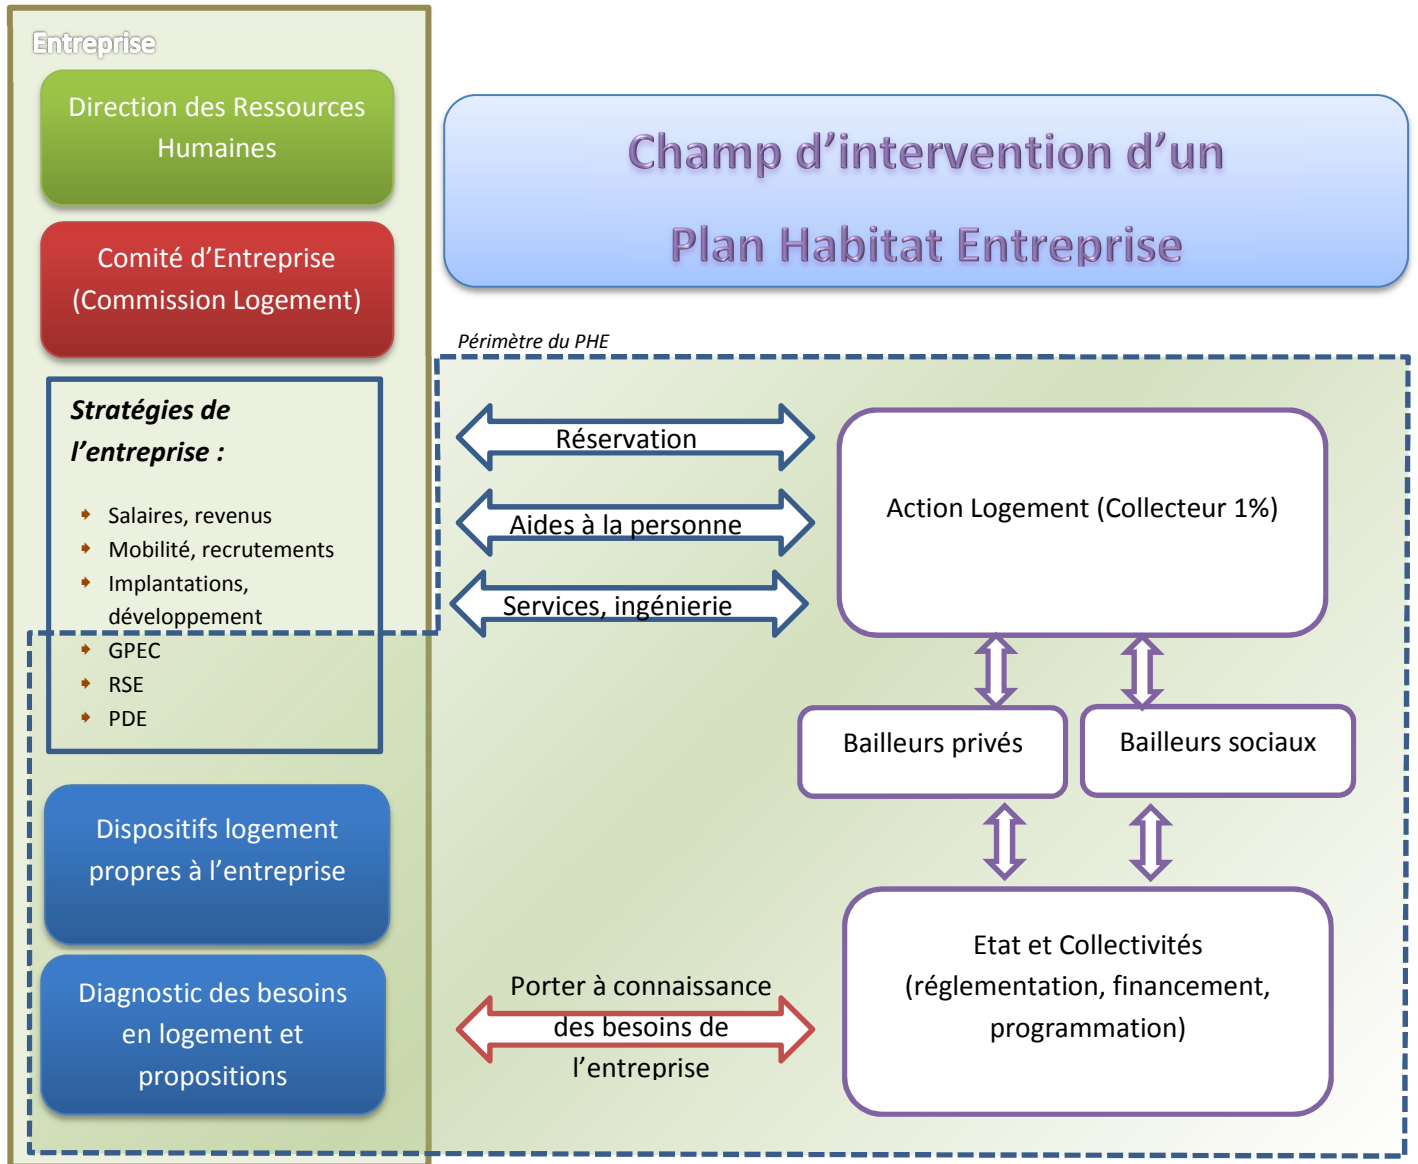 Entreprise
Direction des Ressources
Humaines
Comité d’Entreprise
(Commission Logement)
Stratégies de
l’entreprise :
Salaires, revenus
Mobilité, recrutements
Implantations,
développement
GPEC
RSE
PDE
Dispositifs logement
propres à l’entreprise
Diagnostic des besoins
en logement et
propositions
Champ d’intervention d’un
Plan Habitat Entreprise
Périmètre du PHE
Réservation
Aides à la personne
Services, ingénierie
Action Logement (Collecteur 1%)
Bailleurs privés
Bailleurs sociaux
Porter à connaissance
des besoins de
l’entreprise
Etat et Collectivités
(réglementation, financement,
programmation)